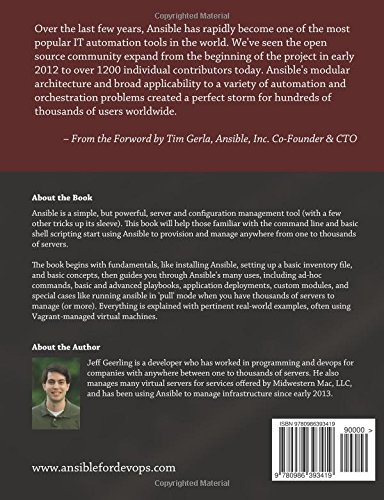 Over the last few years, Ansible has rapidly become one of the most
popular IT automation tools in the world. We've seen the open
source community expand from the beginning of the project in early
2012 to over 1200 individual contributors today. Ansible's modular
architecture and broad applicability to a variety of automation and
orchestration problems created a perfect storm for hundreds of
thousands of users worldwide.
– From the Forword by Tim Gerla, Ansible, Inc. Co-Founder & CTO
About the Book
Ansible is a simple, but powerful, server and configuration management tool (with a few
other tricks up its sleeve). This book will help those familiar with the command line and basic
shell scripting start using Ansible to provision and manage anywhere from one to thousands
of servers.
The book begins with fundamentals, like installing Ansible, setting up a basic inventory file,
and basic concepts, then guides you through Ansible's many uses, including ad-hoc
commands, basic and advanced playbooks, application deployments, custom modules, and
special cases like running ansible in 'pull' mode when you have thousands of servers to
manage (or more). Everything is explained with pertinent real-world examples, often using
Vagrant-managed virtual machines.
About the Author
Jeff Geerling is a developer who has worked in programming and devops for
companies with anywhere between one to thousands of servers. He also
manages many virtual servers for services offered by Midwestern Mac, LLC,
and has been using Ansible to manage infrastructure since early 2013.
www.ansiblefordevops.com
ISBN 9780986393419
90000 >
9 780986 393419